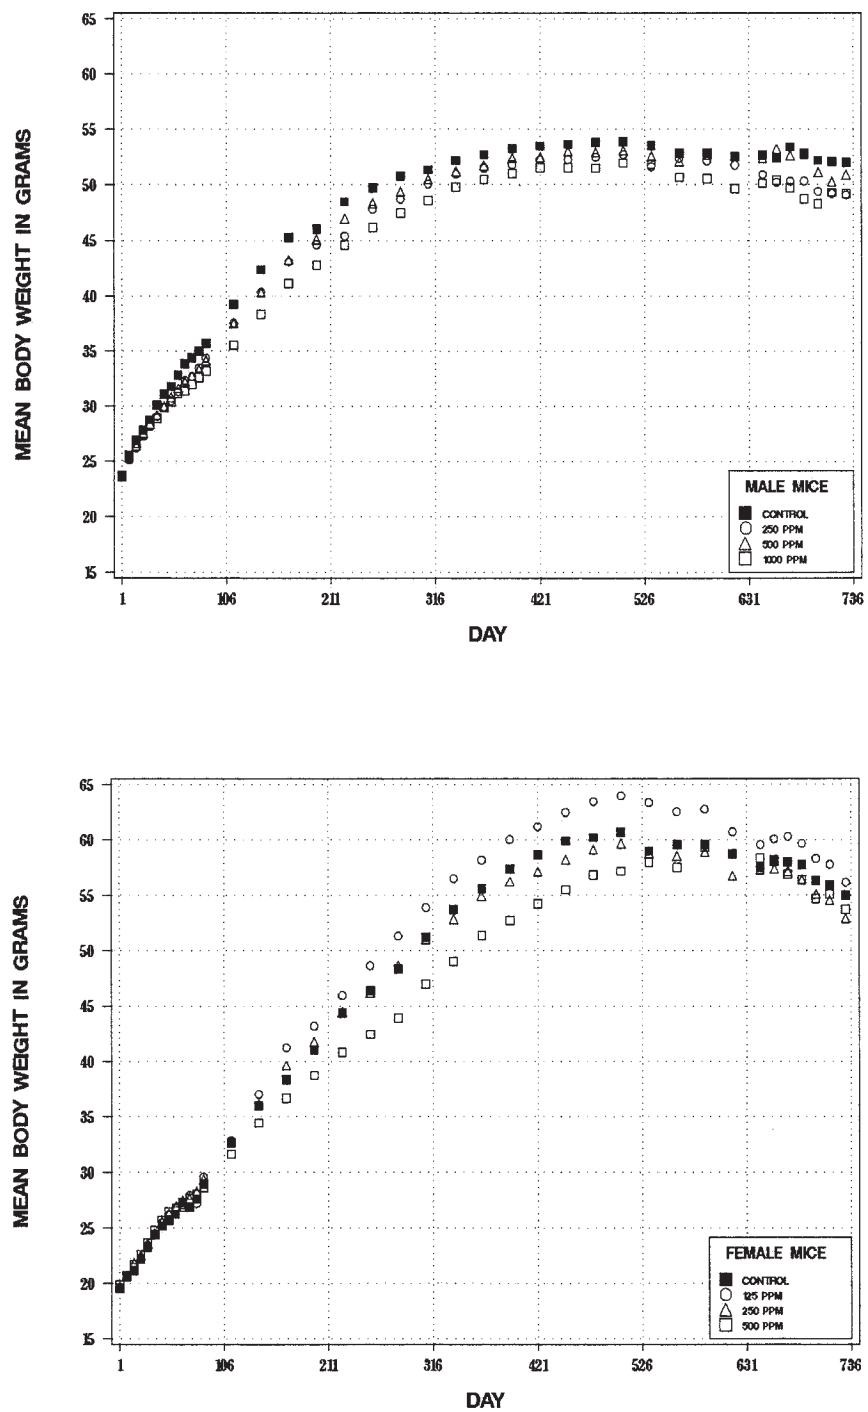 65
60
55
50
45
40
35
30
25
20
15
MEAN BODY WEIGHT IN GRAMS
MALE MICE
CONTROL
250 PPM
500 PPM
1000 PPM
1 106 211 316 421 526 631 736
DAY
65
60
55
50
45
40
35
30
25
20
15
MEAN BODY WEIGHT IN GRAMS
FEMALE MICE
CONTROL
125 PPM
250 PPM
500 PPM
1 106 211 316 421 526 631 736
DAY